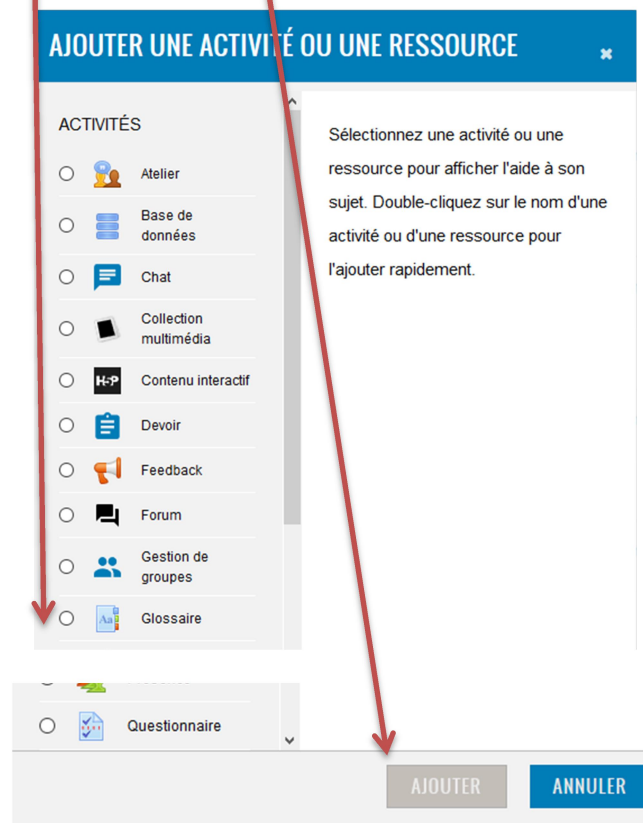 AJOUTER UNE ACTIVITÉ OU UNE RESSOURCE
ACTIVITÉS
Atelier
Base de
données
Chat
Collection
multimédia
H-P Contenu interactif
Devoir
Feedback
Forum
Gestion de
groupes
Aa Glossaire
Sélectionnez une activité ou une
ressource pour afficher l'aide à son
sujet. Double-cliquez sur le nom d'une
activité ou d'une ressource pour
l'ajouter rapidement.
Questionnaire
AJOUTER
ANNULER